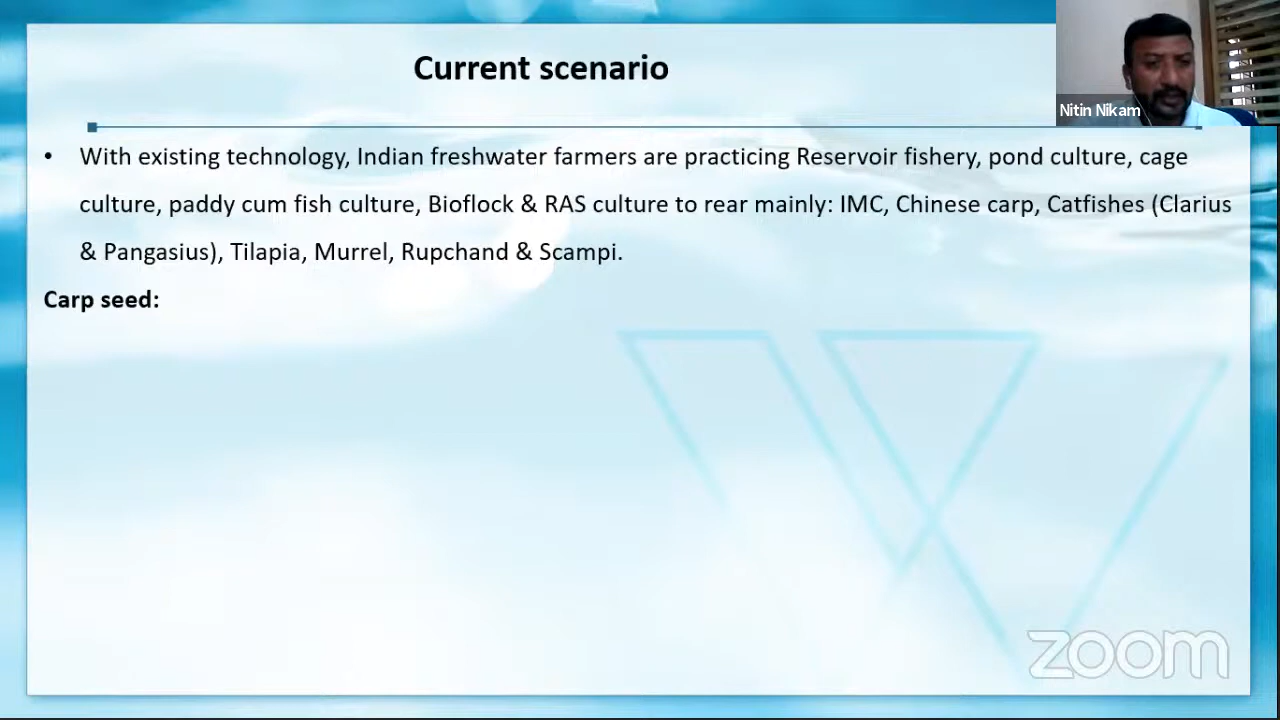 Current scenario
Nitin Nikam
• With existing technology, Indian freshwater farmers are practicing Reservoir fishery, pond culture, cage
culture, paddy cum fish culture, Bioflock & RAS culture to rear mainly: IMC, Chinese carp, Catfishes (Clarius
& Pangasius), Tilapia, Murrel, Rupchand & Scampi.
Carp seed:
zoom